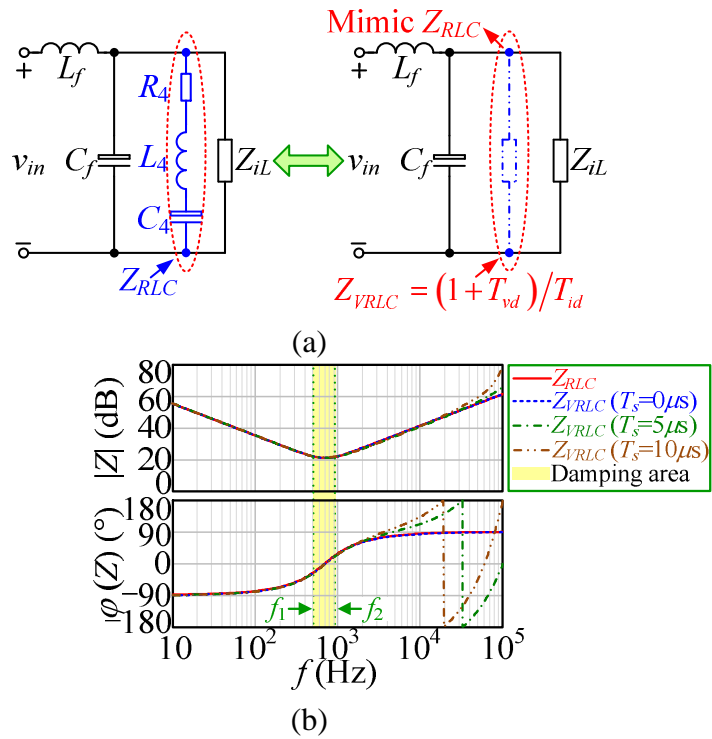 Mimic Z_RLC
+ L_f R_4 L_4 C_4 C_f v_in Z_iL − Z_RLC
+ L_f v_in C_f Z_iL −
Z_VRLC = (1+T_vd)/T_id
(a)
|Z| (dB)
80
60
40
20
0
Z_RLC
Z_VRLC (T_s=0μs)
Z_VRLC (T_s=5μs)
Z_VRLC (T_s=10μs)
Damping area
φ(Z) (°)
180
90
0
−90
180
f_1 f_2
10 10^2 10^3 10^4 10^5
f (Hz)
(b)